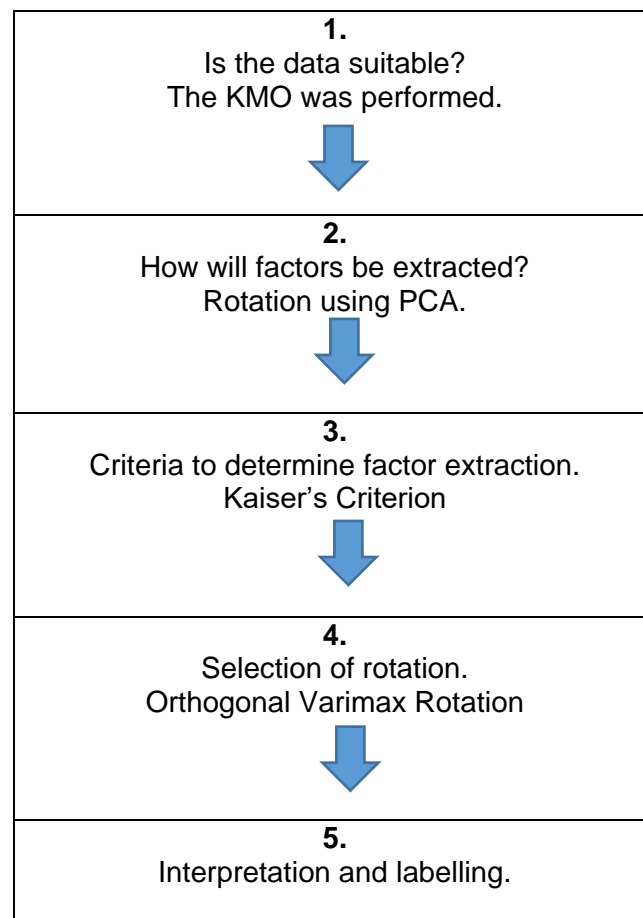 1.
Is the data suitable?
The KMO was performed.
2.
How will factors be extracted?
Rotation using PCA.
3.
Criteria to determine factor extraction.
Kaiser’s Criterion
4.
Selection of rotation.
Orthogonal Varimax Rotation
5.
Interpretation and labelling.